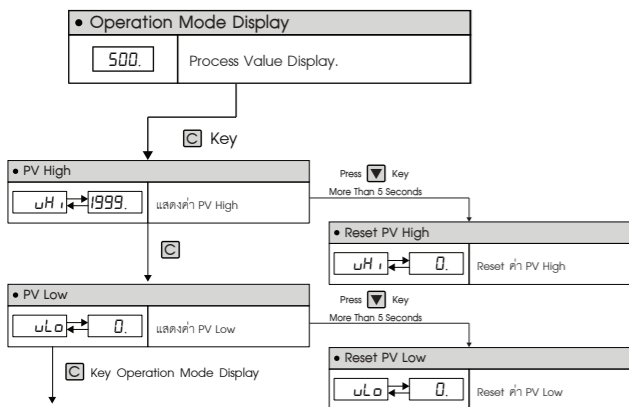 • Operation Mode Display
500.
Process Value Display.
C Key
• PV High
uHi 1999.
แสดงค่า PV High
Press ▼ Key
More Than 5 Seconds
• Reset PV High
uHi 0.
Reset ค่า PV High
C
• PV Low
uLo 0.
แสดงค่า PV Low
Press ▼ Key
More Than 5 Seconds
• Reset PV Low
uLo 0.
Reset ค่า PV Low
C Key Operation Mode Display